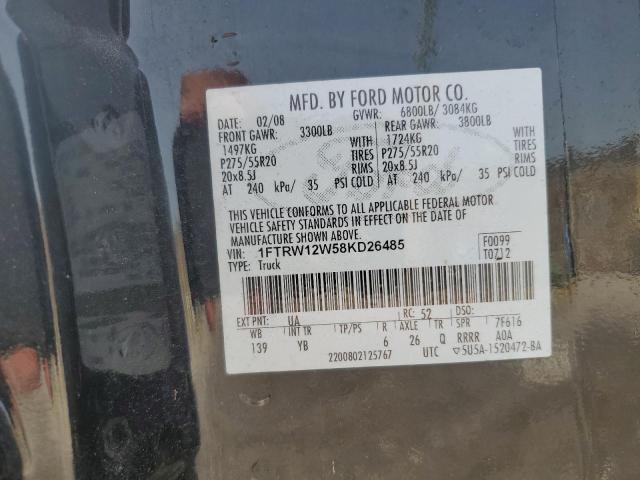 MFD. BY FORD MOTOR CO.
DATE: 02/08 GVWR: 6800LB/ 3084KG
FRONT GAWR: 3300LB REAR GAWR: 3800LB
1497KG WITH 1724KG WITH
P275/55R20 TIRES P275/55R20 TIRES
20x8.5J RIMS 20x8.5J RIMS
AT 240 kPa/ 35 PSI COLD AT 240 kPa/ 35 PSI COLD
THIS VEHICLE CONFORMS TO ALL APPLICABLE FEDERAL MOTOR
VEHICLE SAFETY STANDARDS IN EFFECT ON THE DATE OF
MANUFACTURE SHOWN ABOVE.
VIN: 1FTRW12W58KD26485 F0099
TYPE: Truck T0712
EXT PNT: UA RC: 52 DSO:
WB INT TR TP/PS R AXLE TR SPR 7F616
139 YB 6 26 Q RRRR A0A
2200802125767 UTC ▽5U5A-1520472-BA
Ford